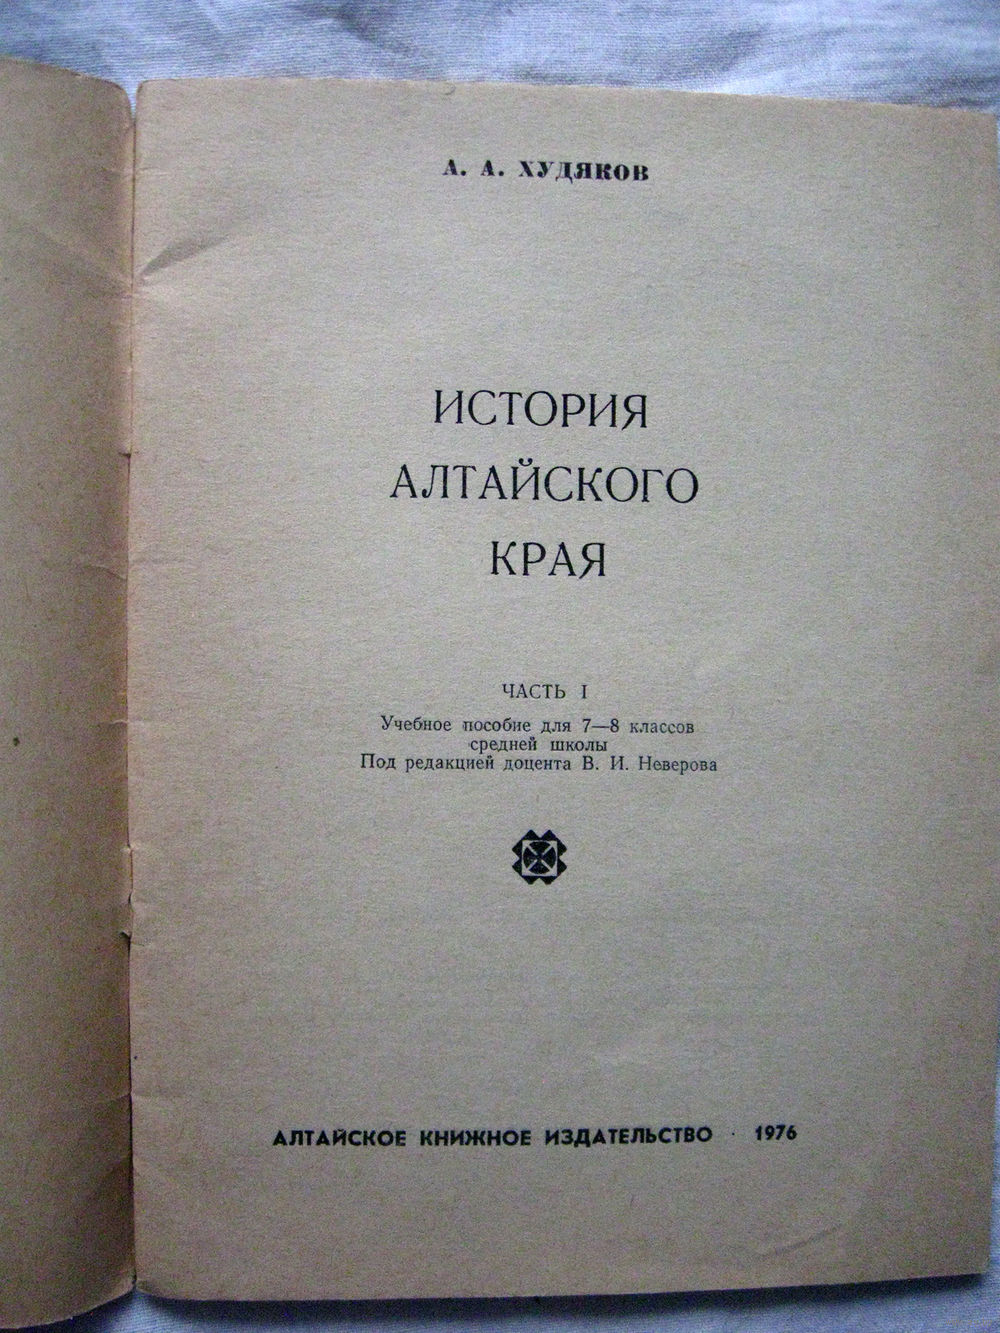 А. А. ХУДЯКОВ
ИСТОРИЯ
АЛТАЙСКОГО
КРАЯ
ЧАСТЬ I
Учебное пособие для 7—8 классов
средней школы
Под редакцией доцента В. И. Неверова
АЛТАЙСКОЕ КНИЖНОЕ ИЗДАТЕЛЬСТВО · 1976